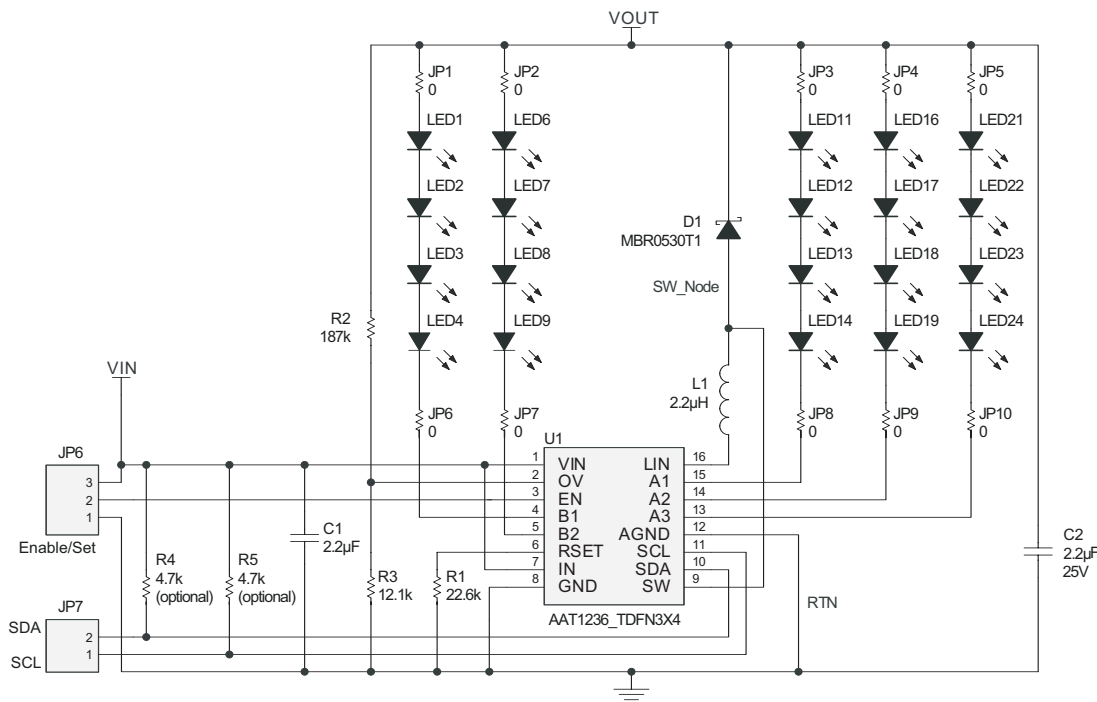 VOUT
JP1
0
JP2
0
JP3
0
JP4
0
JP5
0
LED1
LED6
LED11
LED16
LED21
LED2
LED7
LED12
LED17
LED22
D1
MBR0530T1
LED3
LED8
LED13
LED18
LED23
SW_Node
R2
187k
LED4
LED9
LED14
LED19
LED24
VIN
L1
2.2µH
JP6
0
JP7
0
JP8
0
JP9
0
JP10
0
U1
JP6
3
2
1
Enable/Set
1 VIN LIN 16
2 OV A1 15
3 EN A2 14
4 B1 A3 13
5 B2 AGND 12
6 RSET SCL 11
7 IN SDA 10
8 GND SW 9
AAT1236_TDFN3X4
C1
2.2µF
C2
2.2µF
25V
R4
4.7k
(optional)
R5
4.7k
(optional)
R3
12.1k
R1
22.6k
RTN
JP7
SDA 2
SCL 1